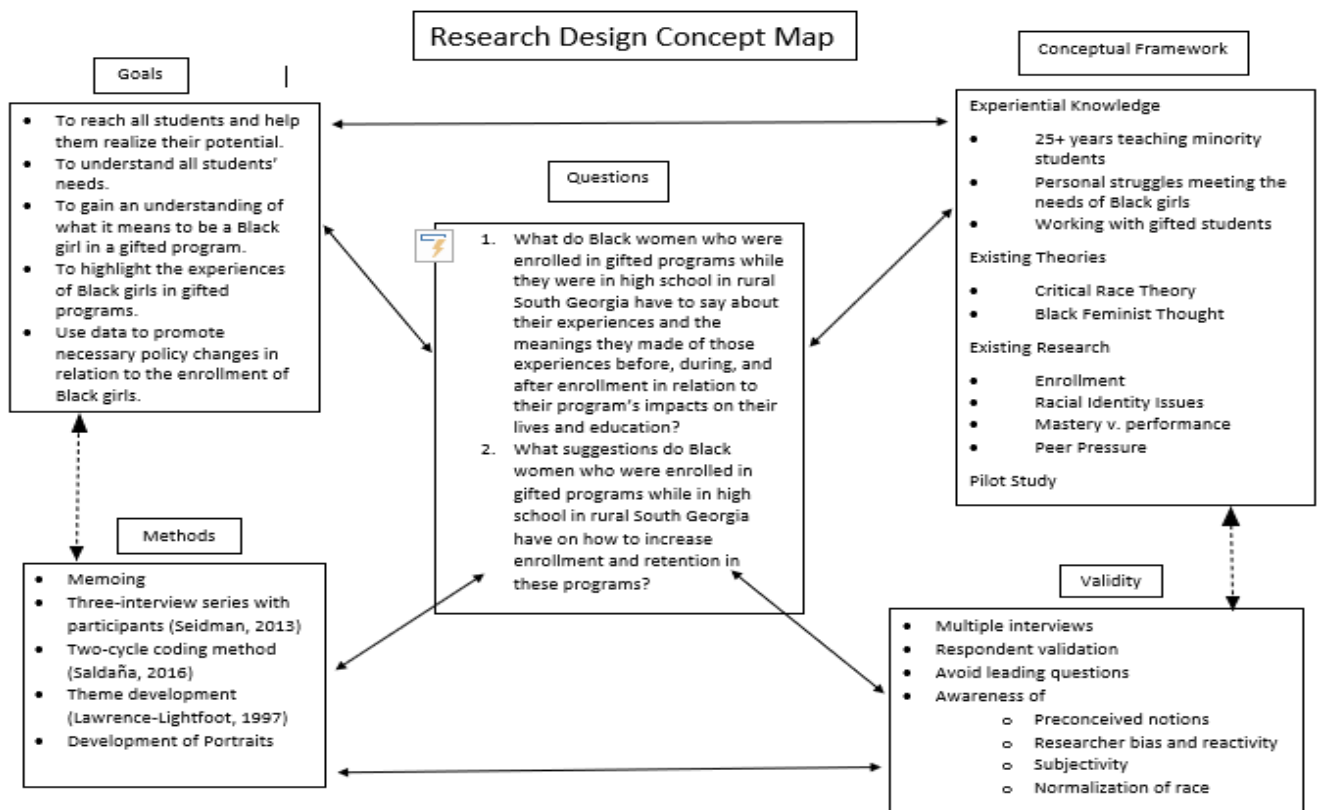 Research Design Concept Map
Goals
• To reach all students and help
them realize their potential.
• To understand all students’
needs.
• To gain an understanding of
what it means to be a Black
girl in a gifted program.
• To highlight the experiences
of Black girls in gifted
programs.
• Use data to promote
necessary policy changes in
relation to the enrollment of
Black girls.
Conceptual Framework
Experiential Knowledge
• 25+ years teaching minority
students
• Personal struggles meeting the
needs of Black girls
• Working with gifted students
Existing Theories
• Critical Race Theory
• Black Feminist Thought
Existing Research
• Enrollment
• Racial Identity Issues
• Mastery v. performance
• Peer Pressure
Pilot Study
Questions
1. What do Black women who were
enrolled in gifted programs while
they were in high school in rural
South Georgia have to say about
their experiences and the
meanings they made of those
experiences before, during, and
after enrollment in relation to
their program’s impacts on their
lives and education?
2. What suggestions do Black
women who were enrolled in
gifted programs while in high
school in rural South Georgia
have on how to increase
enrollment and retention in
these programs?
Methods
• Memoing
• Three-interview series with
participants (Seidman, 2013)
• Two-cycle coding method
(Saldaña, 2016)
• Theme development
(Lawrence-Lightfoot, 1997)
• Development of Portraits
Validity
• Multiple interviews
• Respondent validation
• Avoid leading questions
• Awareness of
o Preconceived notions
o Researcher bias and reactivity
o Subjectivity
o Normalization of race